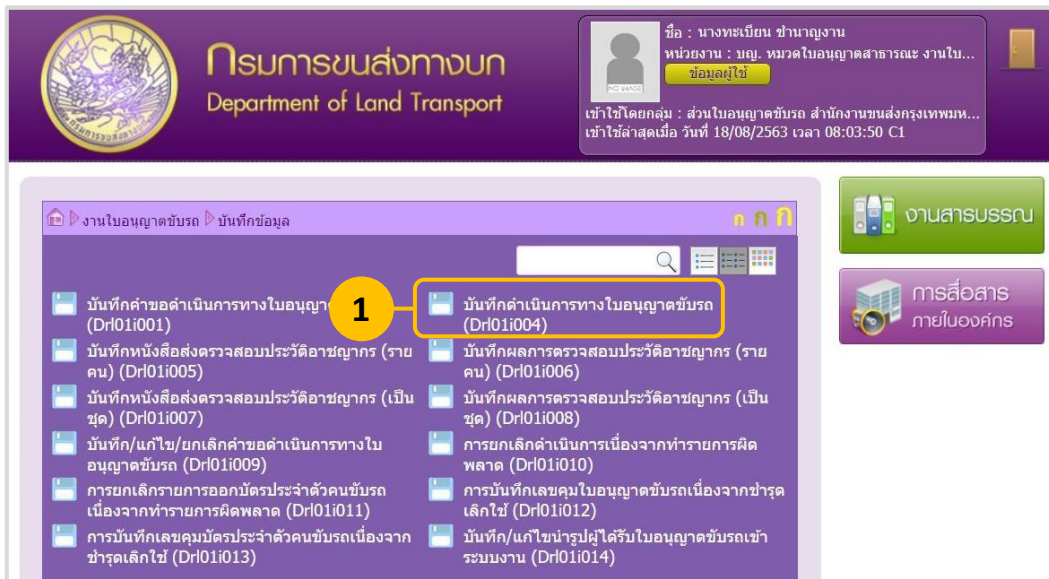 กรมการขนส่งทางบก
Department of Land Transport
ชื่อ : นางทะเบียน ชำนาญงาน
หน่วยงาน : บญ. หมวดใบอนุญาตสาธารณะ งานใบ...
NO IMAGE
ข้อมูลผู้ใช้
เข้าใช้โดยกลุ่ม : ส่วนใบอนุญาตขับรถ สำนักงานขนส่งกรุงเทพมห...
เข้าใช้ล่าสุดเมื่อ วันที่ 18/08/2563 เวลา 08:03:50 C1
งานใบอนุญาตขับรถ บันทึกข้อมูล
ก ก ก
งานสารบรรณ
การสื่อสาร
ภายในองค์กร
บันทึกคำขอดำเนินการทางใบอนุญา
(Drl01i001)
1
บันทึกดำเนินการทางใบอนุญาตขับรถ
(Drl01i004)
บันทึกหนังสือส่งตรวจสอบประวัติอาชญากร (ราย
คน) (Drl01i005)
บันทึกผลการตรวจสอบประวัติอาชญากร (ราย
คน) (Drl01i006)
บันทึกหนังสือส่งตรวจสอบประวัติอาชญากร (เป็น
ชุด) (Drl01i007)
บันทึกผลการตรวจสอบประวัติอาชญากร (เป็น
ชุด) (Drl01i008)
บันทึก/แก้ไข/ยกเลิกคำขอดำเนินการทางใบ
อนุญาตขับรถ (Drl01i009)
การยกเลิกดำเนินการเนื่องจากทำรายการผิด
พลาด (Drl01i010)
การยกเลิกรายการออกบัตรประจำตัวคนขับรถ
เนื่องจากทำรายการผิดพลาด (Drl01i011)
การบันทึกเลขคุมใบอนุญาตขับรถเนื่องจากชำรุด
เลิกใช้ (Drl01i012)
การบันทึกเลขคุมบัตรประจำตัวคนขับรถเนื่องจาก
ชำรุดเลิกใช้ (Drl01i013)
บันทึก/แก้ไขนำรูปผู้ได้รับใบอนุญาตขับรถเข้า
ระบบงาน (Drl01i014)